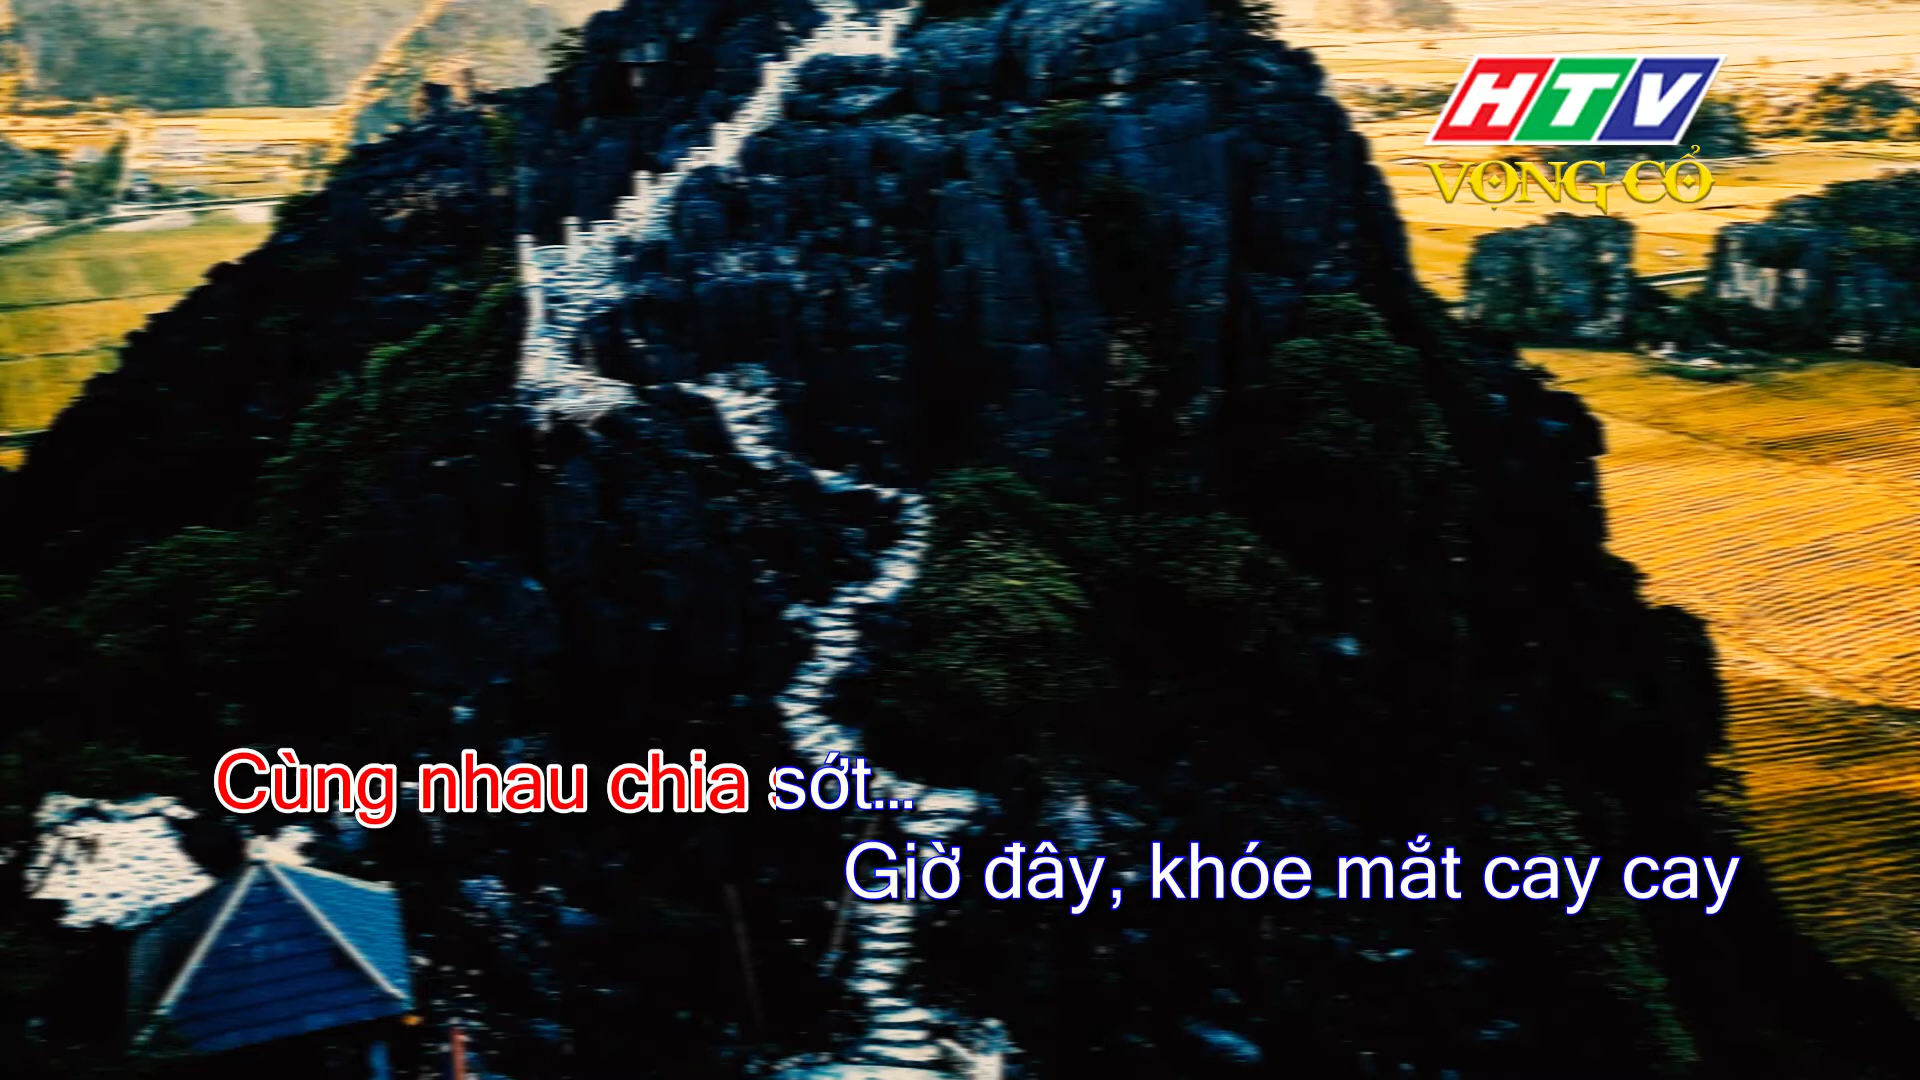 HTV
VỌNG CỔ
Cùng nhau chia sớt...
Giờ đây, khóe mắt cay cay